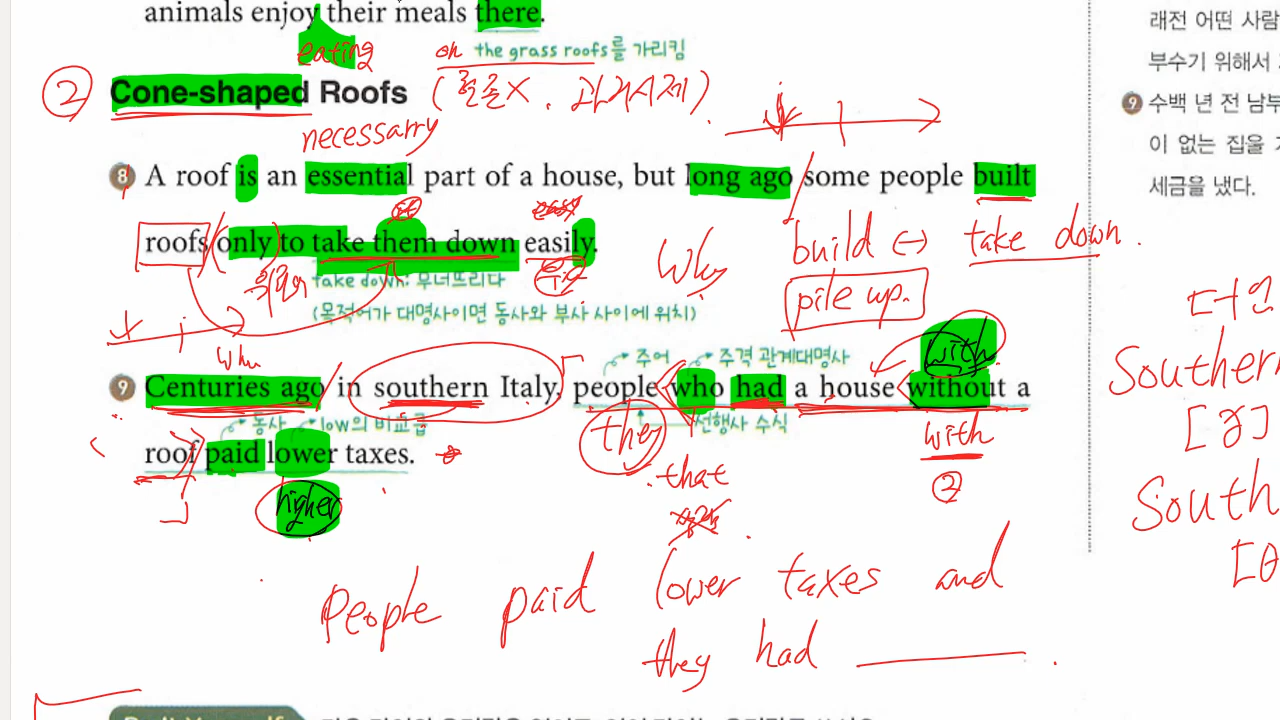 animals enjoy their meals there.
eating
on the grass roofs를 가리킴
② Cone-shaped Roofs (현존X. 과거시제)
necessarry
8 A roof is an essential part of a house, but long ago some people built
roofs only to take them down easily.
Why
build ↔ take down.
take down: 무너뜨리다
pile up.
(목적어가 대명사이면 동사와 부사 사이에 위치)
who
주어
주격 관계대명사
with
9 Centuries ago in southern Italy, people who had a house without a
동사
low의 비교급
they
선행사 수식
with
roof paid lower taxes.
that
②
higher
People paid lower taxes and
they had ______.
래전 어떤 사람
부수기 위해서
9 수백 년 전 남부
이 없는 집을
세금을 냈다.
Southern
South